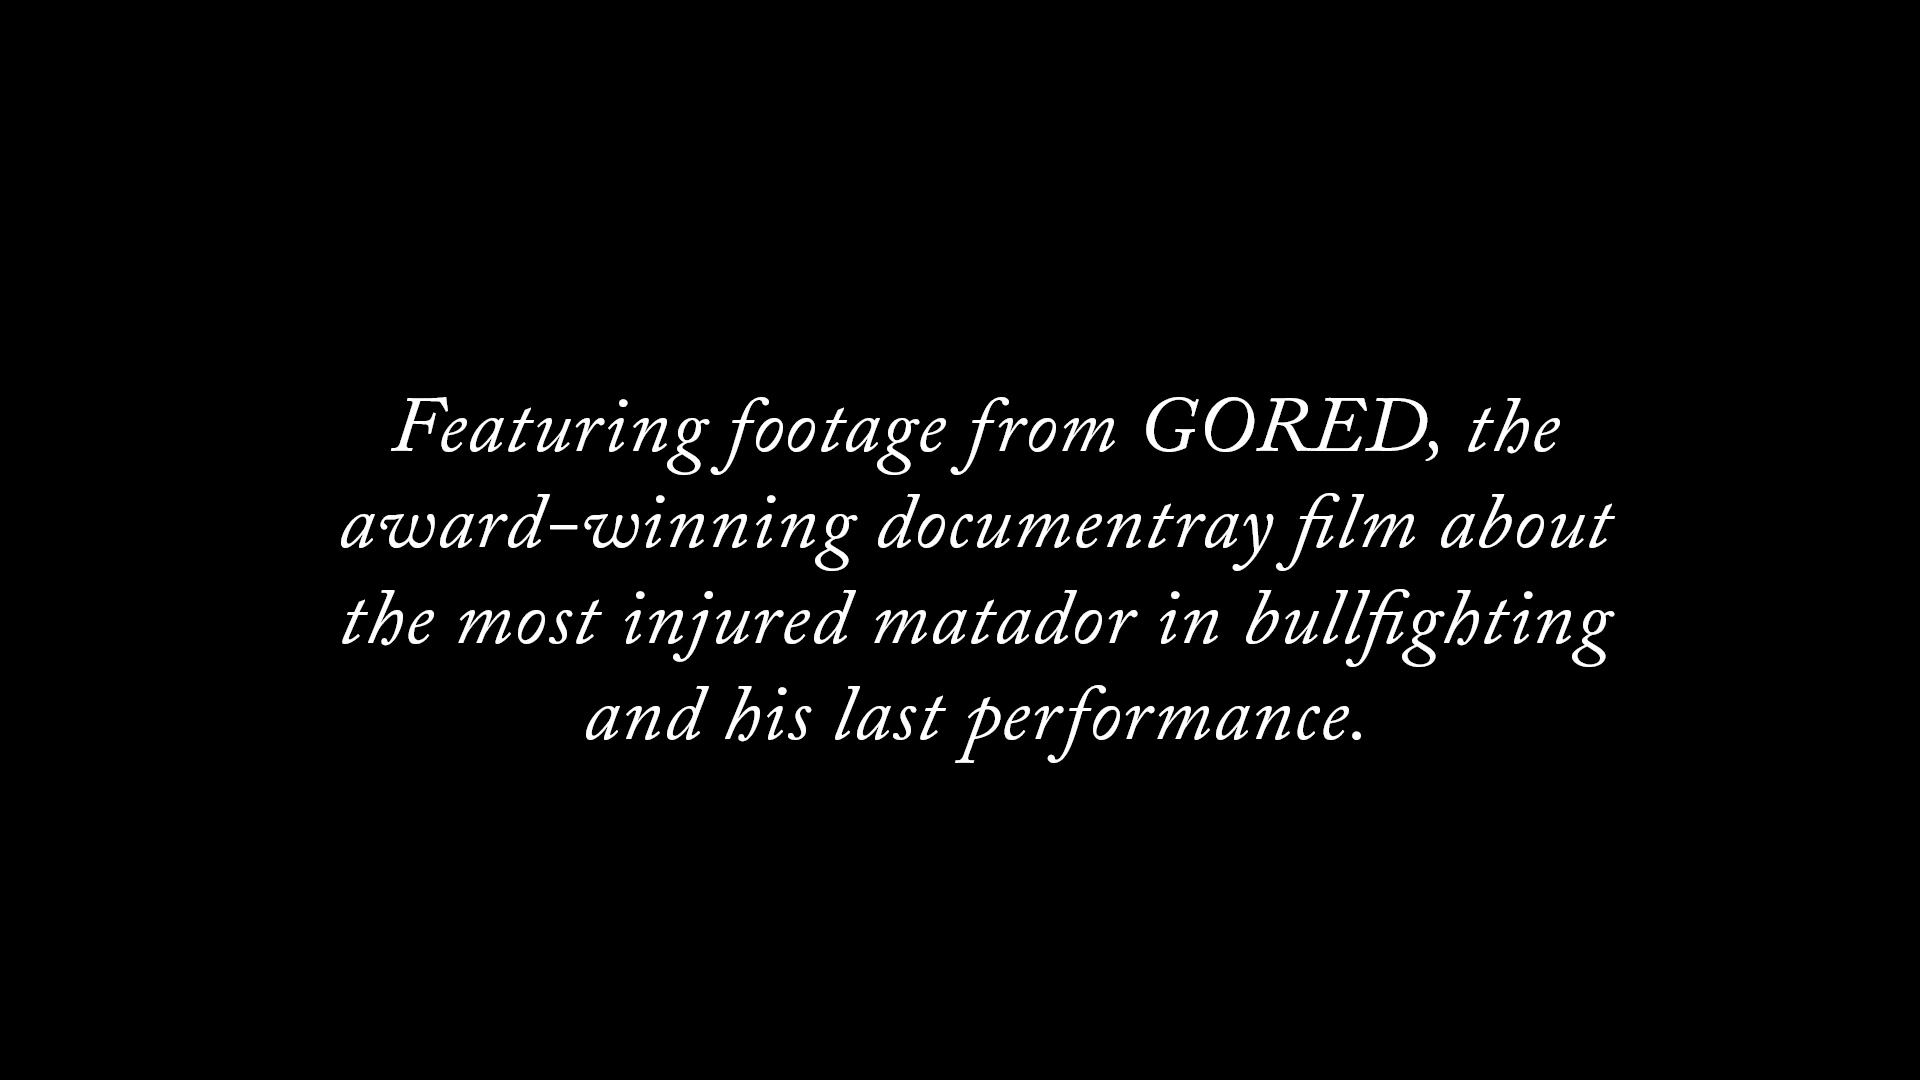 Featuring footage from GORED, the
award-winning documentray film about
the most injured matador in bullfighting
and his last performance.